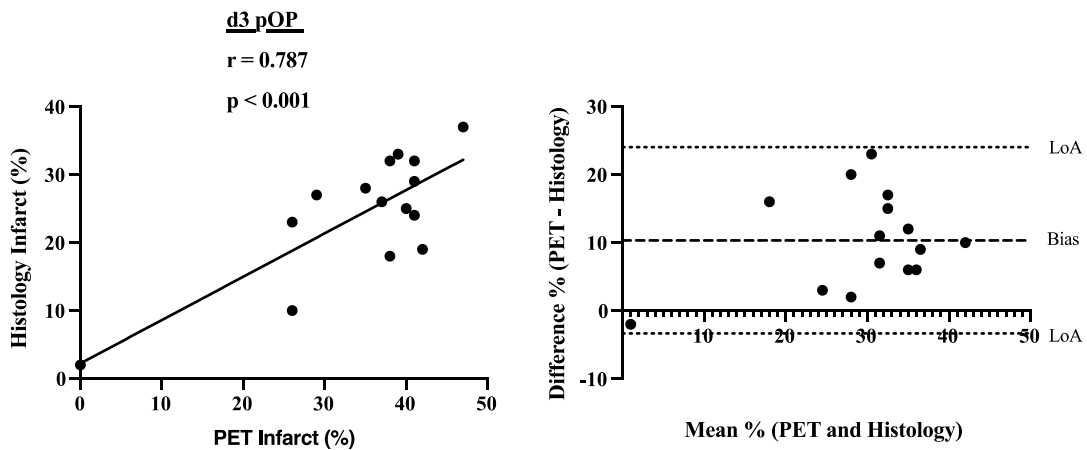 d3 pOP
r = 0.787
p < 0.001
Histology Infarct (%)
40
30
20
10
0
0 10 20 30 40 50
PET Infarct (%)
Difference % (PET - Histology)
30
20
10
0
-10
10 20 30 40 50
LoA
Bias
LoA
Mean % (PET and Histology)